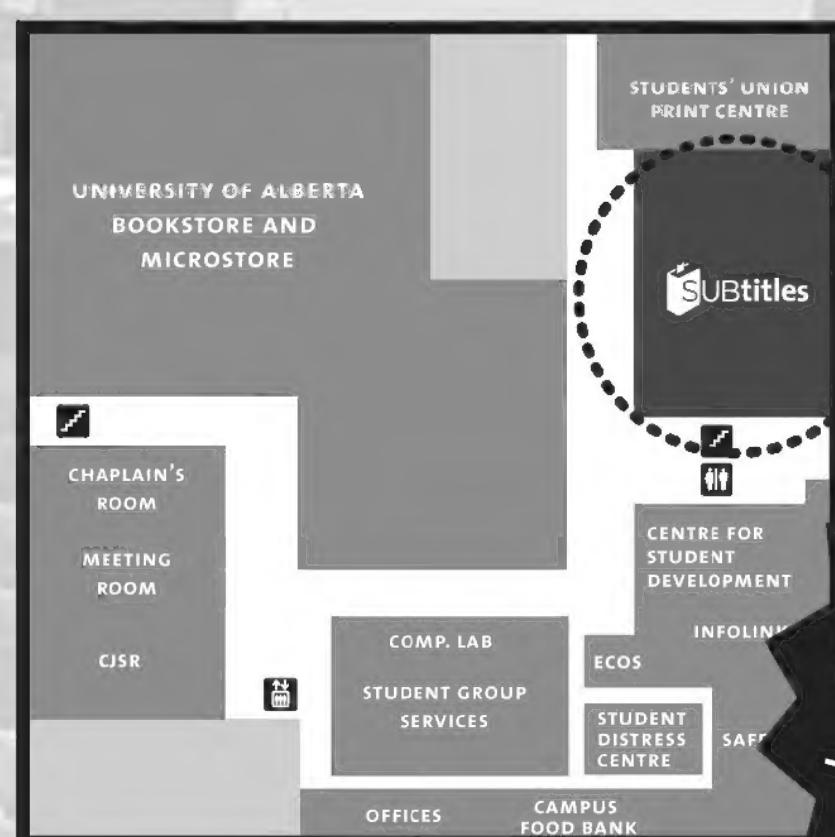 STUDENTS' UNION
PRINT CENTRE
UNIVERSITY OF ALBERTA
BOOKSTORE AND
MICROSTORE
SUBtitles
CHAPLAIN'S
ROOM
MEETING
ROOM
CJSR
CENTRE FOR
STUDENT
DEVELOPMENT
INFOLINK
COMP. LAB
STUDENT GROUP
SERVICES
ECOS
STUDENT
DISTRESS
CENTRE
OFFICES
CAMPUS
FOOD BANK